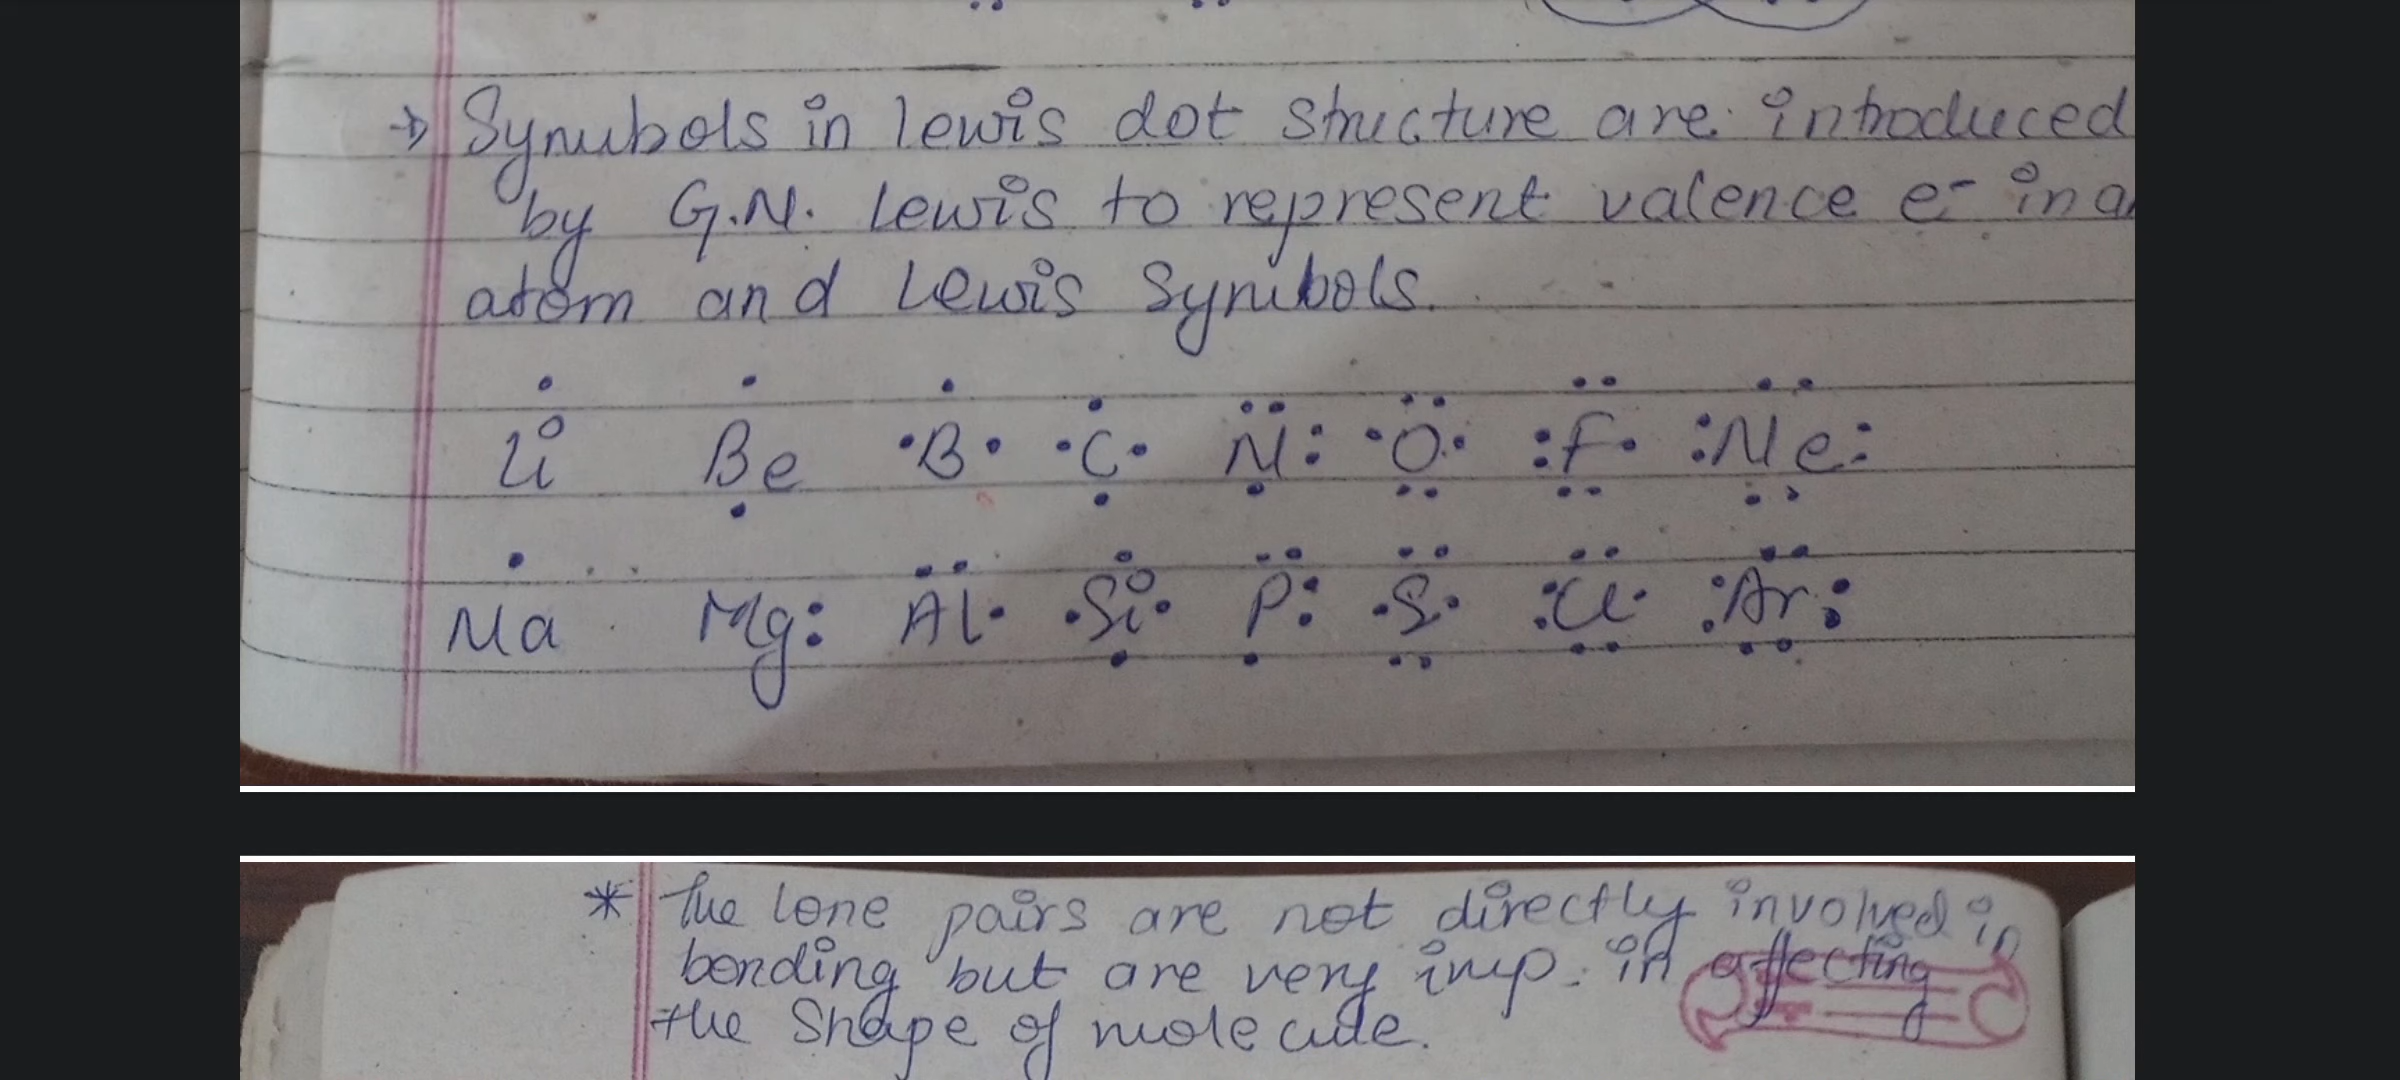 → Symbols in lewis dot structure are introduced
by G.N. Lewis to represent valence e⁻ in an
atom and Lewis Symbols.
Li Be B C N O F Ne
Na Mg Al Si P S Cl Ar
* The lone pairs are not directly involved in
bonding but are very imp. in affecting
the Shape of molecule.